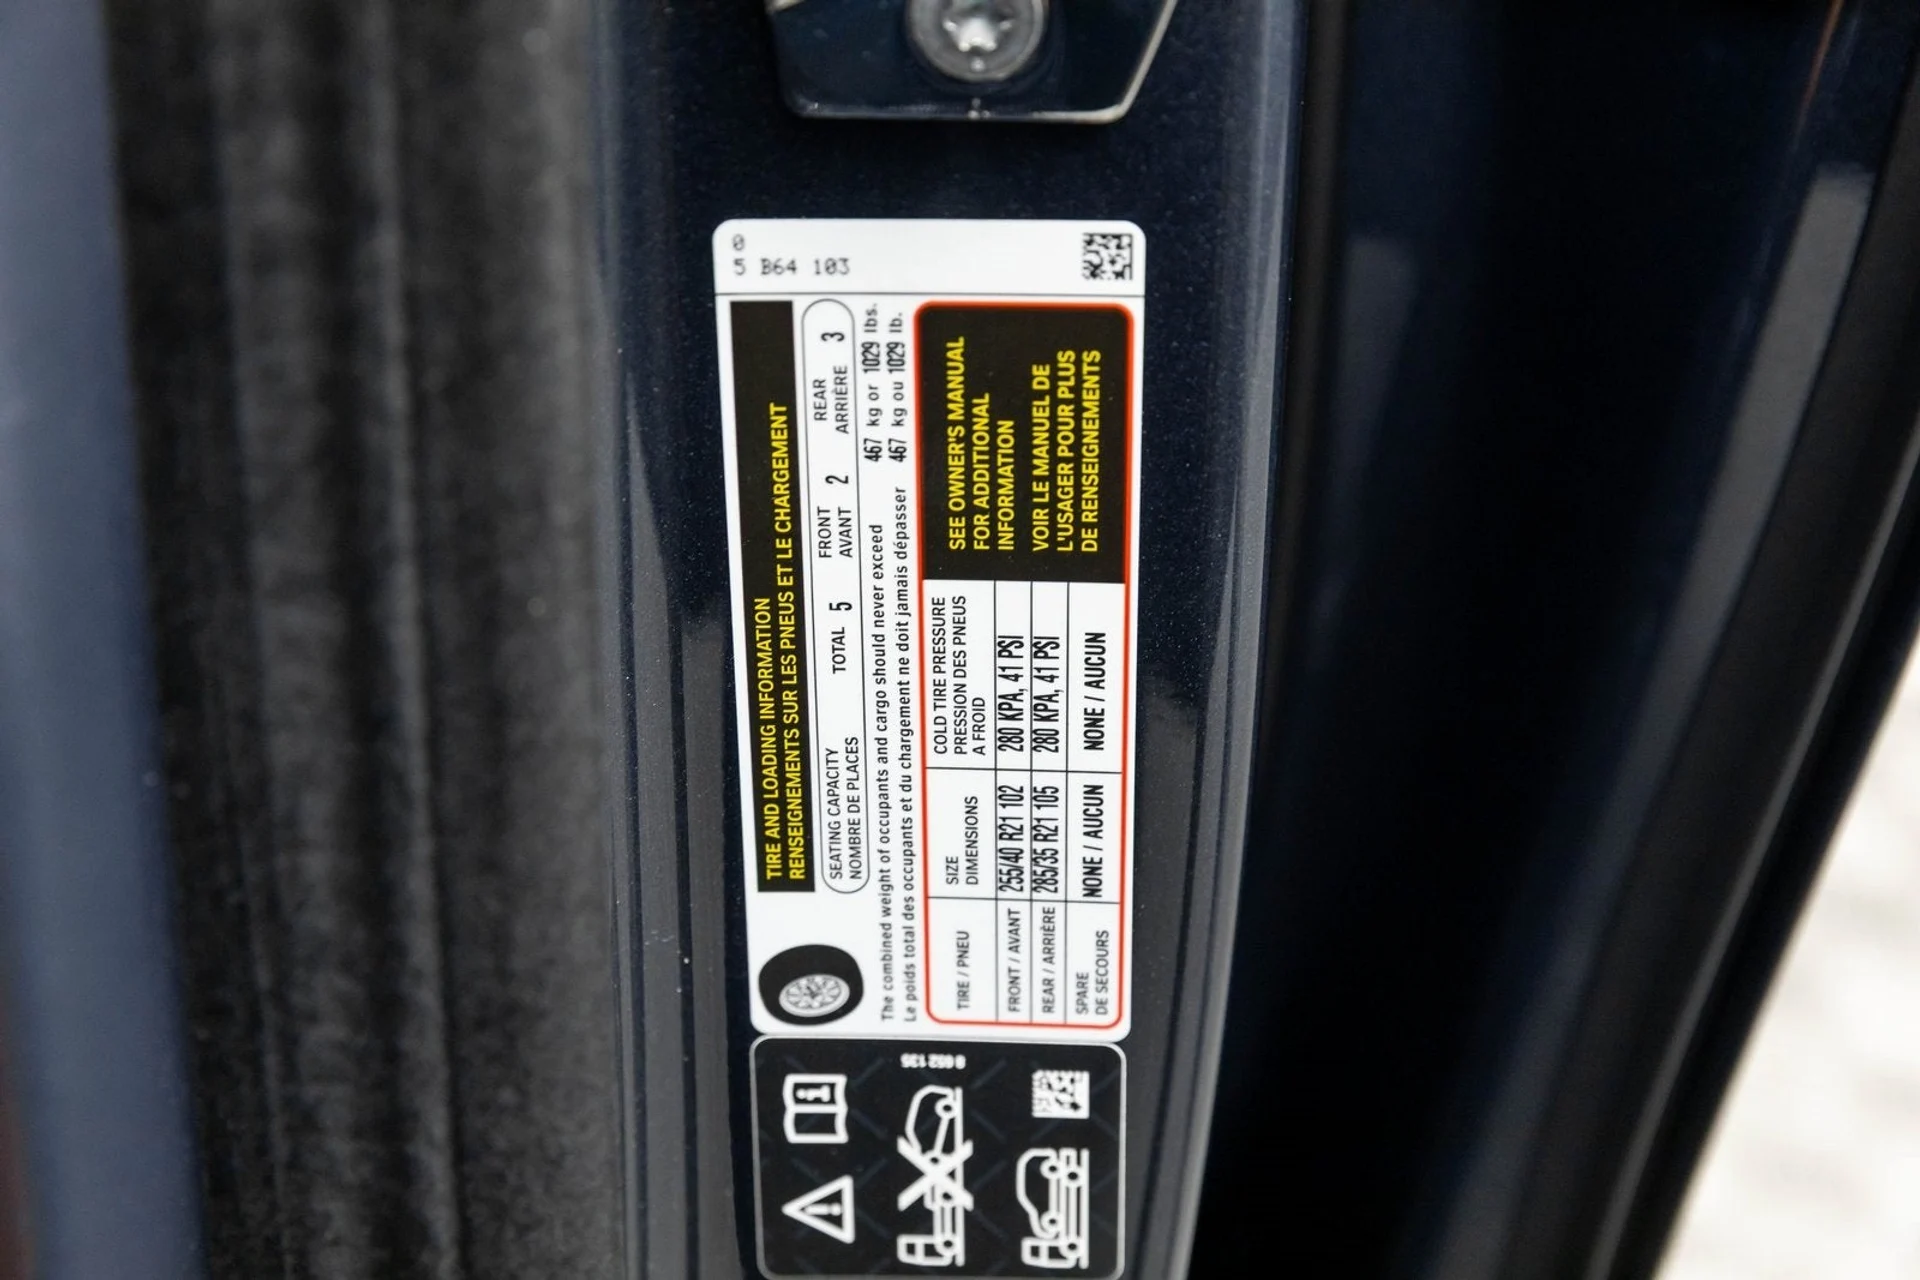 0
5 B64 103
TIRE AND LOADING INFORMATION
RENSEIGNEMENTS SUR LES PNEUS ET LE CHARGEMENT
SEATING CAPACITY
NOMBRE DE PLACES
TOTAL 5
FRONT
AVANT 2
REAR
ARRIÈRE 3
The combined weight of occupants and cargo should never exceed 467 kg or 1029 lbs.
Le poids total des occupants et du chargement ne doit jamais dépasser 467 kg ou 1029 lb.
TIRE / PNEU
SIZE
DIMENSIONS
COLD TIRE PRESSURE
PRESSION DES PNEUS
A FROID
FRONT / AVANT 255/40 R21 102 280 KPA, 41 PSI
REAR / ARRIÈRE 285/35 R21 105 280 KPA, 41 PSI
SPARE
DE SECOURS
NONE / AUCUN NONE / AUCUN
SEE OWNER'S MANUAL
FOR ADDITIONAL
INFORMATION
VOIR LE MANUEL DE
L'USAGER POUR PLUS
DE RENSEIGNEMENTS